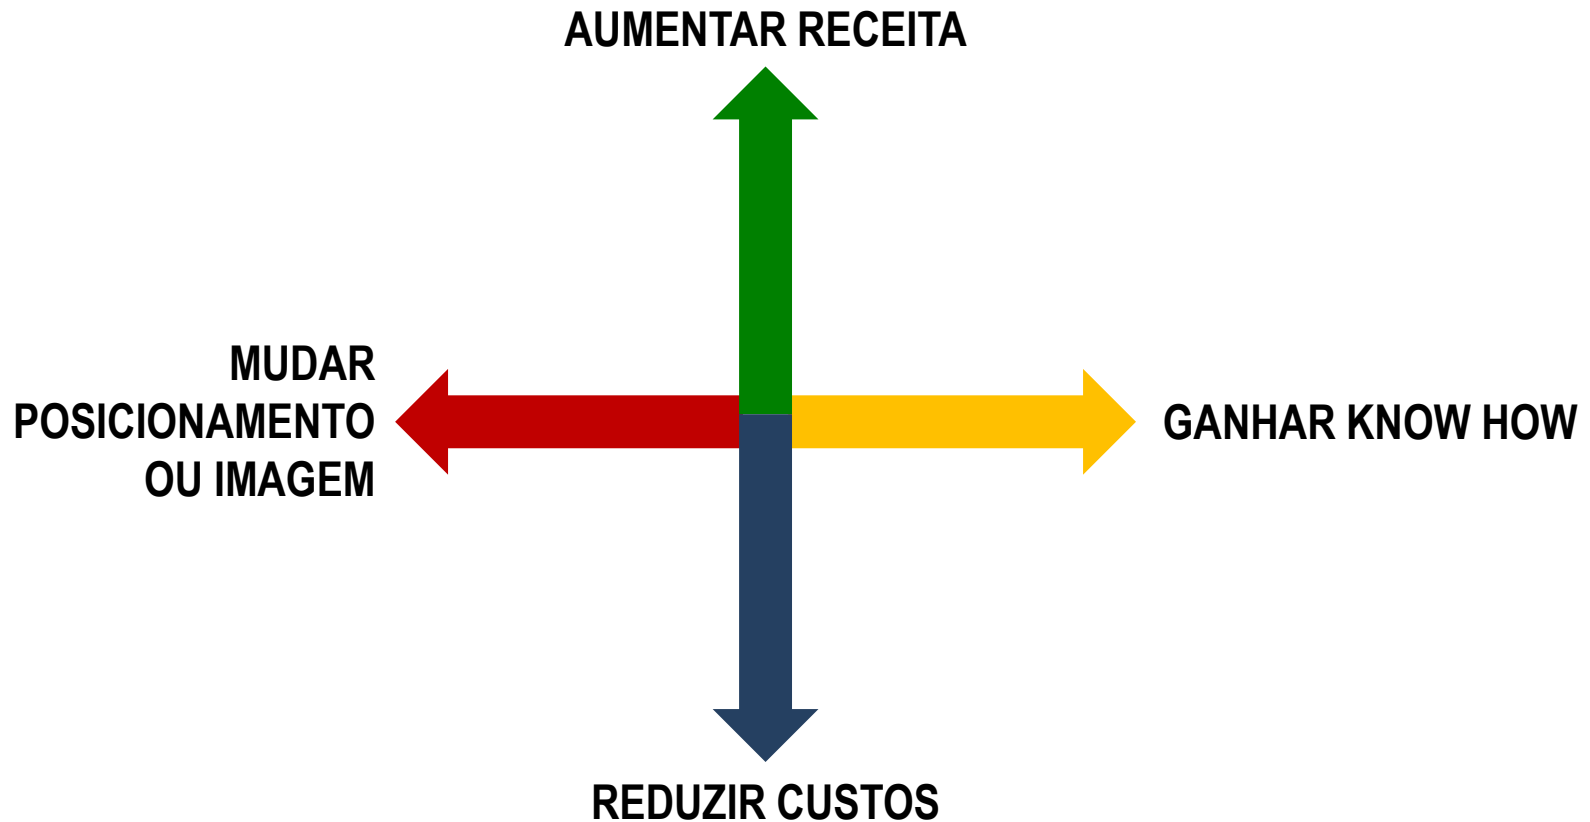 AUMENTAR RECEITA
MUDAR
POSICIONAMENTO
OU IMAGEM
GANHAR KNOW HOW
REDUZIR CUSTOS